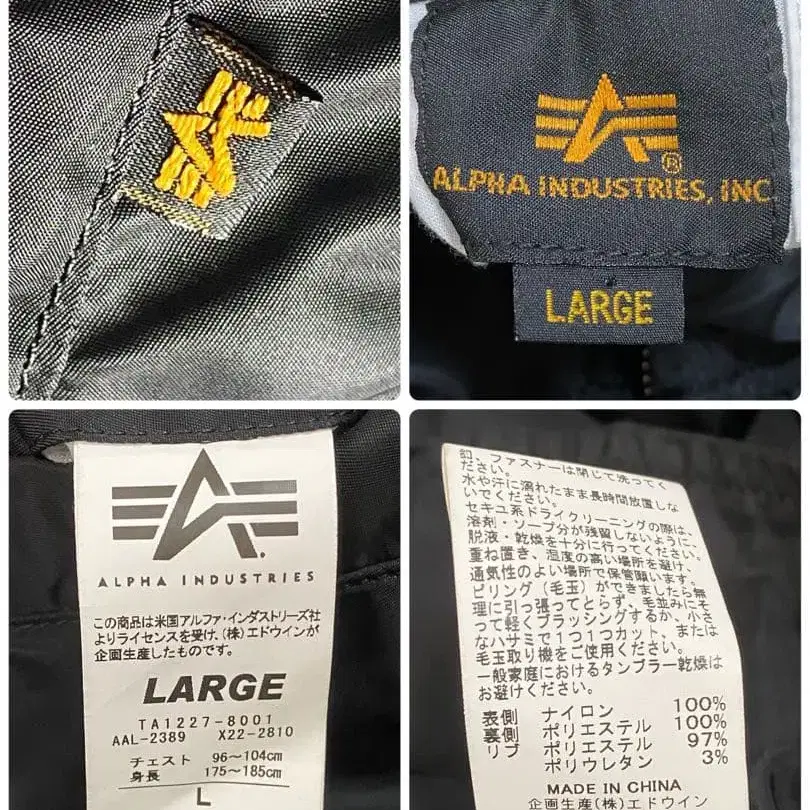 ALPHA INDUSTRIES, INC.
LARGE
ALPHA INDUSTRIES
この商品は米国アルファ・インダストリーズ社
よりライセンスを受け、(株)エドウインが
企画生産したものです。
LARGE
TA1227-8001
AAL-2389 X22-2810
チェスト 96〜104cm
身長 175〜185cm
L
釦、ファスナーは閉じて洗ってく
ださい。
水や汗に濡れたまま長時間放置しな
いでください。
セキユ系ドライクリーニングの際は、
溶剤・ソープ分が残留しないように、
脱液・乾燥を十分に行ってください。
重ね置き、湿度の高い場所を避け、
通気性のよい場所で保管願います。
ピリング(毛玉)ができましたら無
理に引っ張ってとらず、毛並みにそ
って軽くブラッシングするか、小さ
なハサミで1つ1つカット、または
毛玉取り機をご使用ください。
一般家庭におけるタンブラー乾燥は
お避けください。
表側 ナイロン 100%
裏側 ポリエステル 100%
リブ ポリエステル 97%
ポリウレタン 3%
MADE IN CHINA
企画生産(株)エドウイン